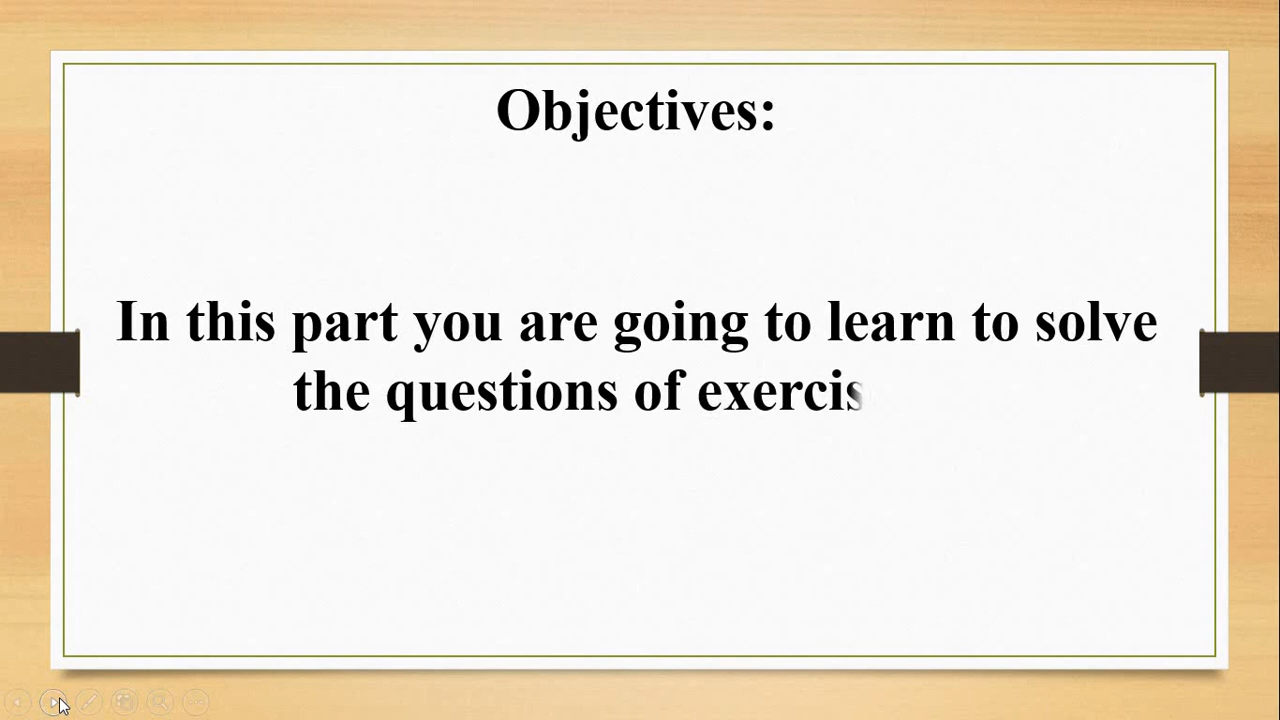 Objectives:
In this part you are going to learn to solve
the questions of exercis